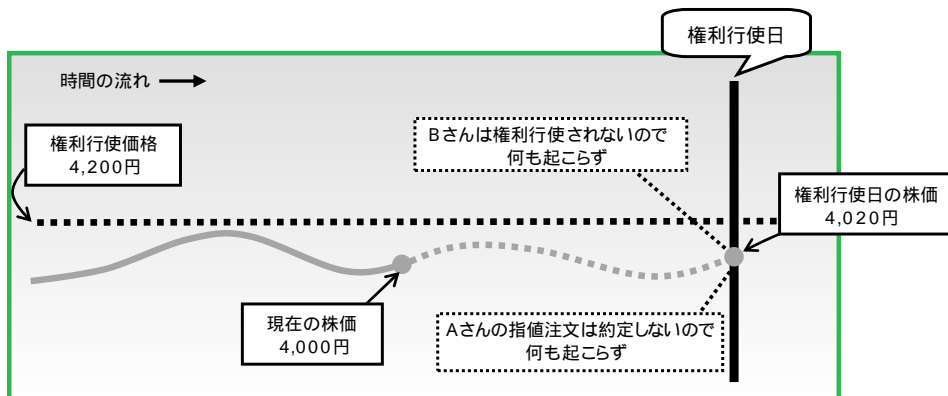 権利行使日
時間の流れ
権利行使価格
4,200円
Bさんは権利行使されないので
何も起こらず
権利行使日の株価
4,020円
現在の株価
4,000円
Aさんの指値注文は約定しないので
何も起こらず